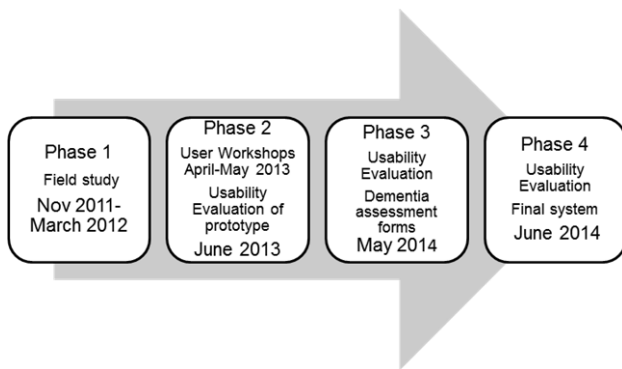 Phase 1
Field study
Nov 2011-
March 2012
Phase 2
User Workshops
April-May 2013
Usability
Evaluation of
prototype
June 2013
Phase 3
Usability
Evaluation
Dementia
assessment
forms
May 2014
Phase 4
Usability
Evaluation
Final system
June 2014